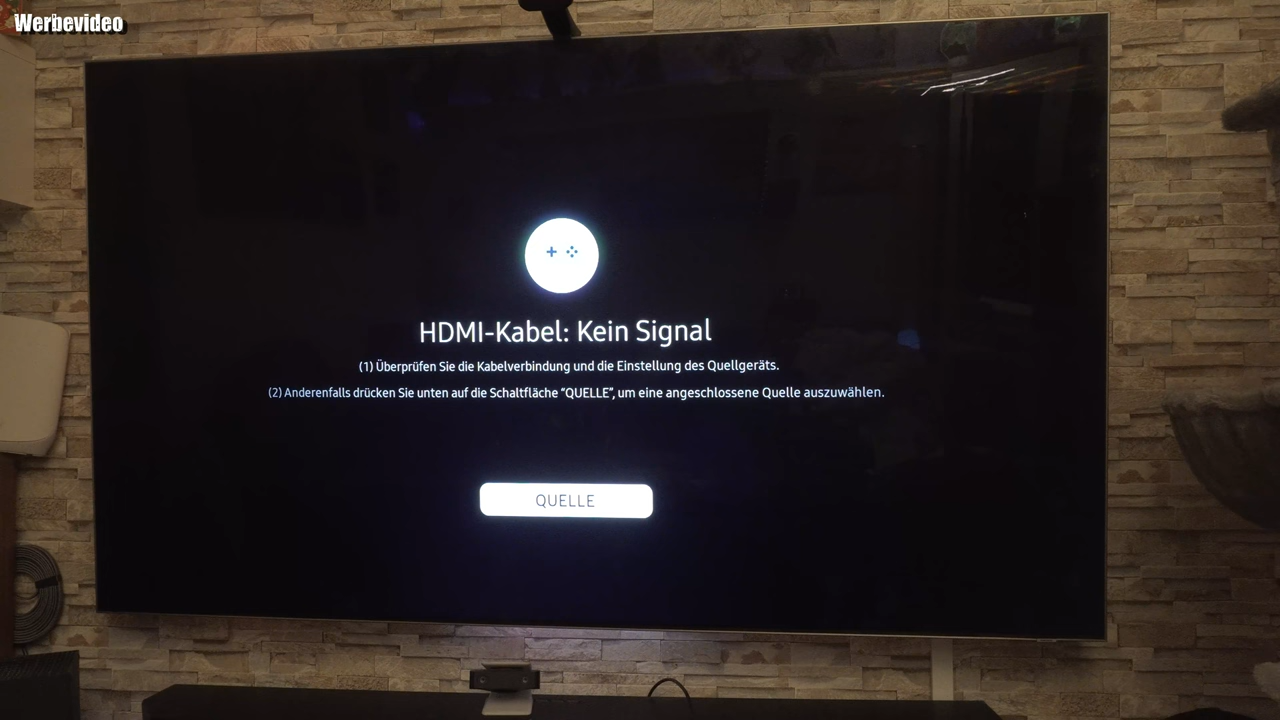 Werbevideo
HDMI-Kabel: Kein Signal
(1) Überprüfen Sie die Kabelverbindung und die Einstellung des Quellgeräts.
(2) Anderenfalls drücken Sie unten auf die Schaltfläche "QUELLE", um eine angeschlossene Quelle auszuwählen.
QUELLE